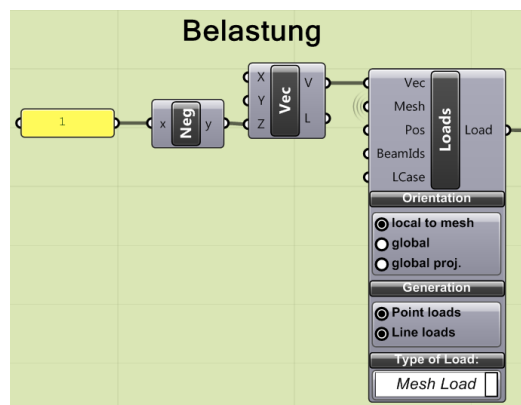 Belastung
1
x Neg y
X
Y
Z
Vec
V
L
Vec
Mesh
Pos
BeamIds
LCase
Loads
Load
Orientation
local to mesh
global
global proj.
Generation
Point loads
Line loads
Type of Load:
Mesh Load